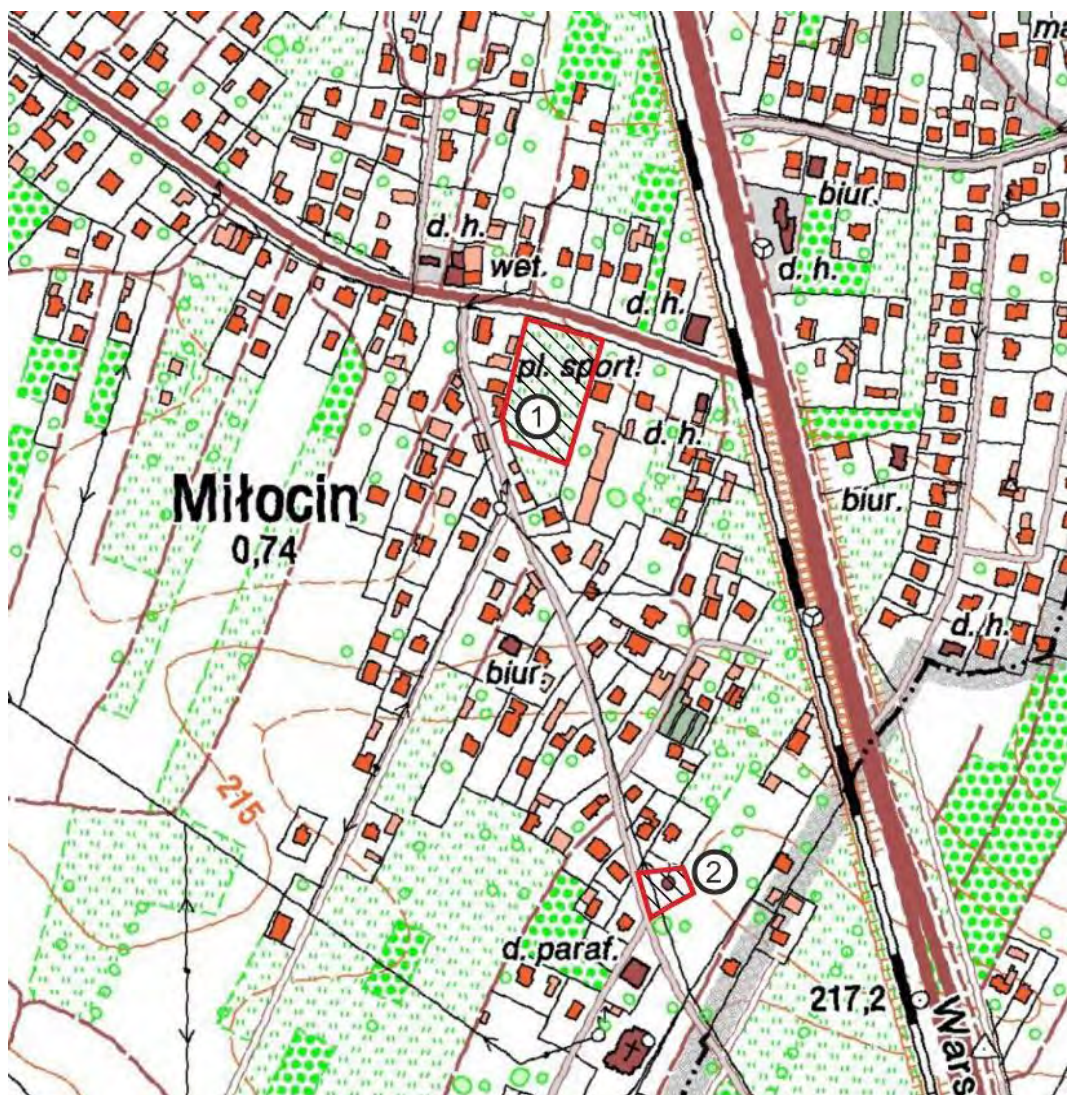 ma
biur.
d. h.
wet.
d. h.
d. h.
pl. sport.
1
d. h.
Miłocin
0,74
biur.
d. h.
biur.
215
2
d. paraf.
217,2
Wars